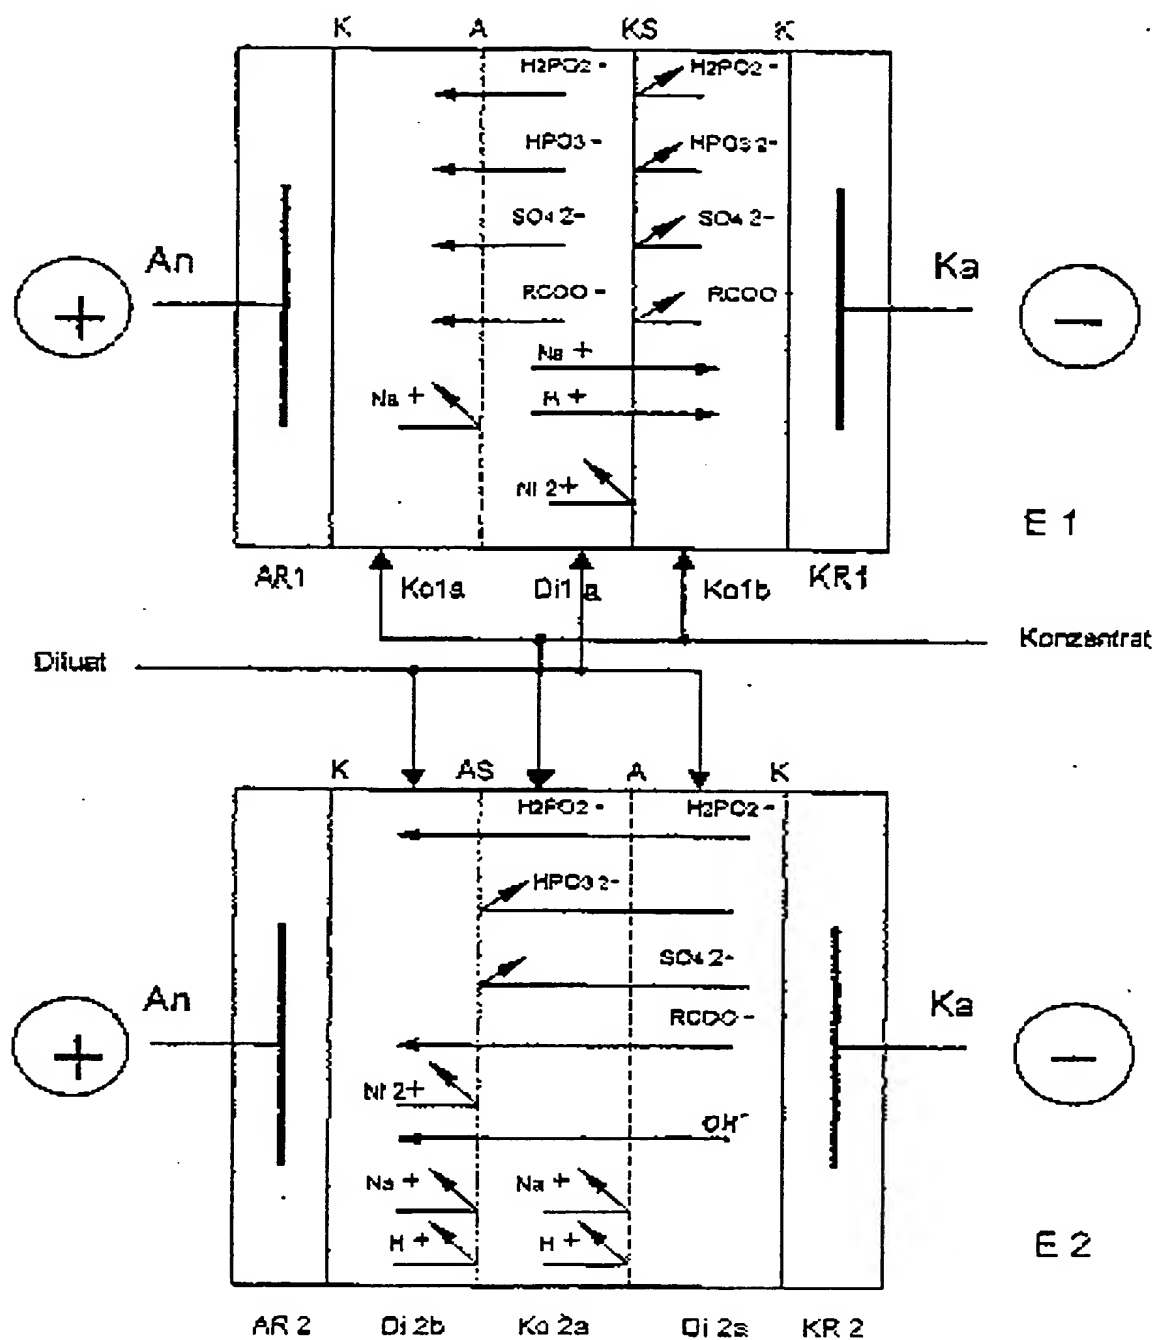 K A KS K
H2PO2 - H2PO2 -
HPO3 - HPO3 2-
SO4 2- SO4 2-
An Ka
RCOO - RCOO
+ −
Na +
Na + H +
Ni 2+
E 1
AR1 Ko1a Di1 a Ko1b KR1
Konzentrat
Diluat
K AS A K
H2PO2 - H2PO2 -
HPO3 2-
SO4 2-
An RCOO - Ka
+ −
Ni 2+
OH-
Na + Na +
H + H +
E 2
AR 2 Di 2b Ko 2a Di 2a KR 2